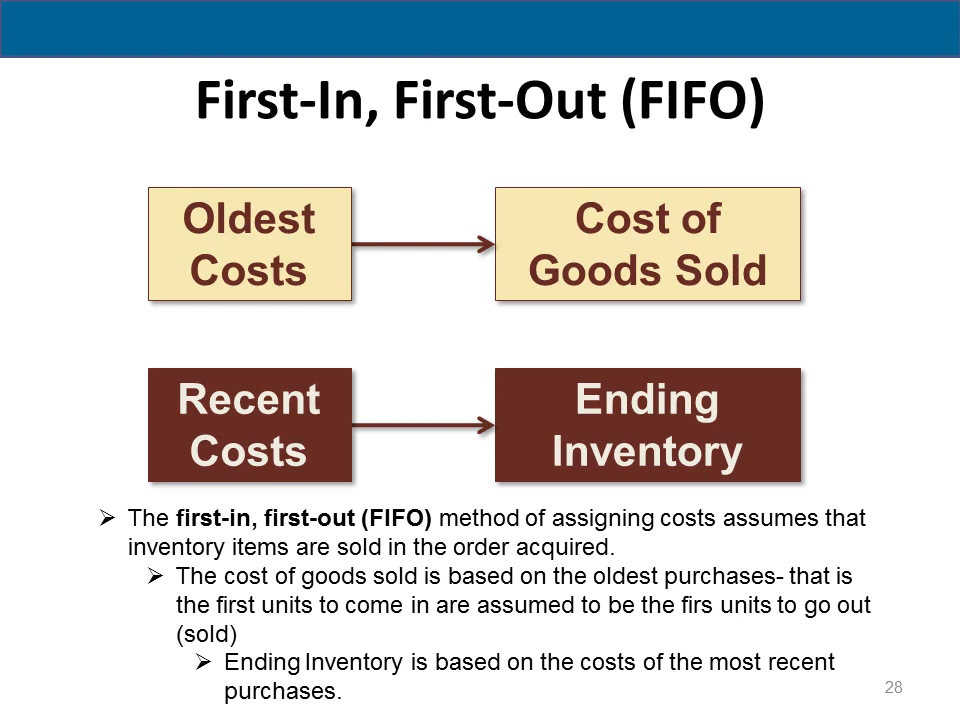 First-In, First-Out (FIFO)
Oldest
Costs
Cost of
Goods Sold
Recent
Costs
Ending
Inventory
➢ The first-in, first-out (FIFO) method of assigning costs assumes that
inventory items are sold in the order acquired.
➢ The cost of goods sold is based on the oldest purchases- that is
the first units to come in are assumed to be the firs units to go out
(sold)
➢ Ending Inventory is based on the costs of the most recent
purchases.
28